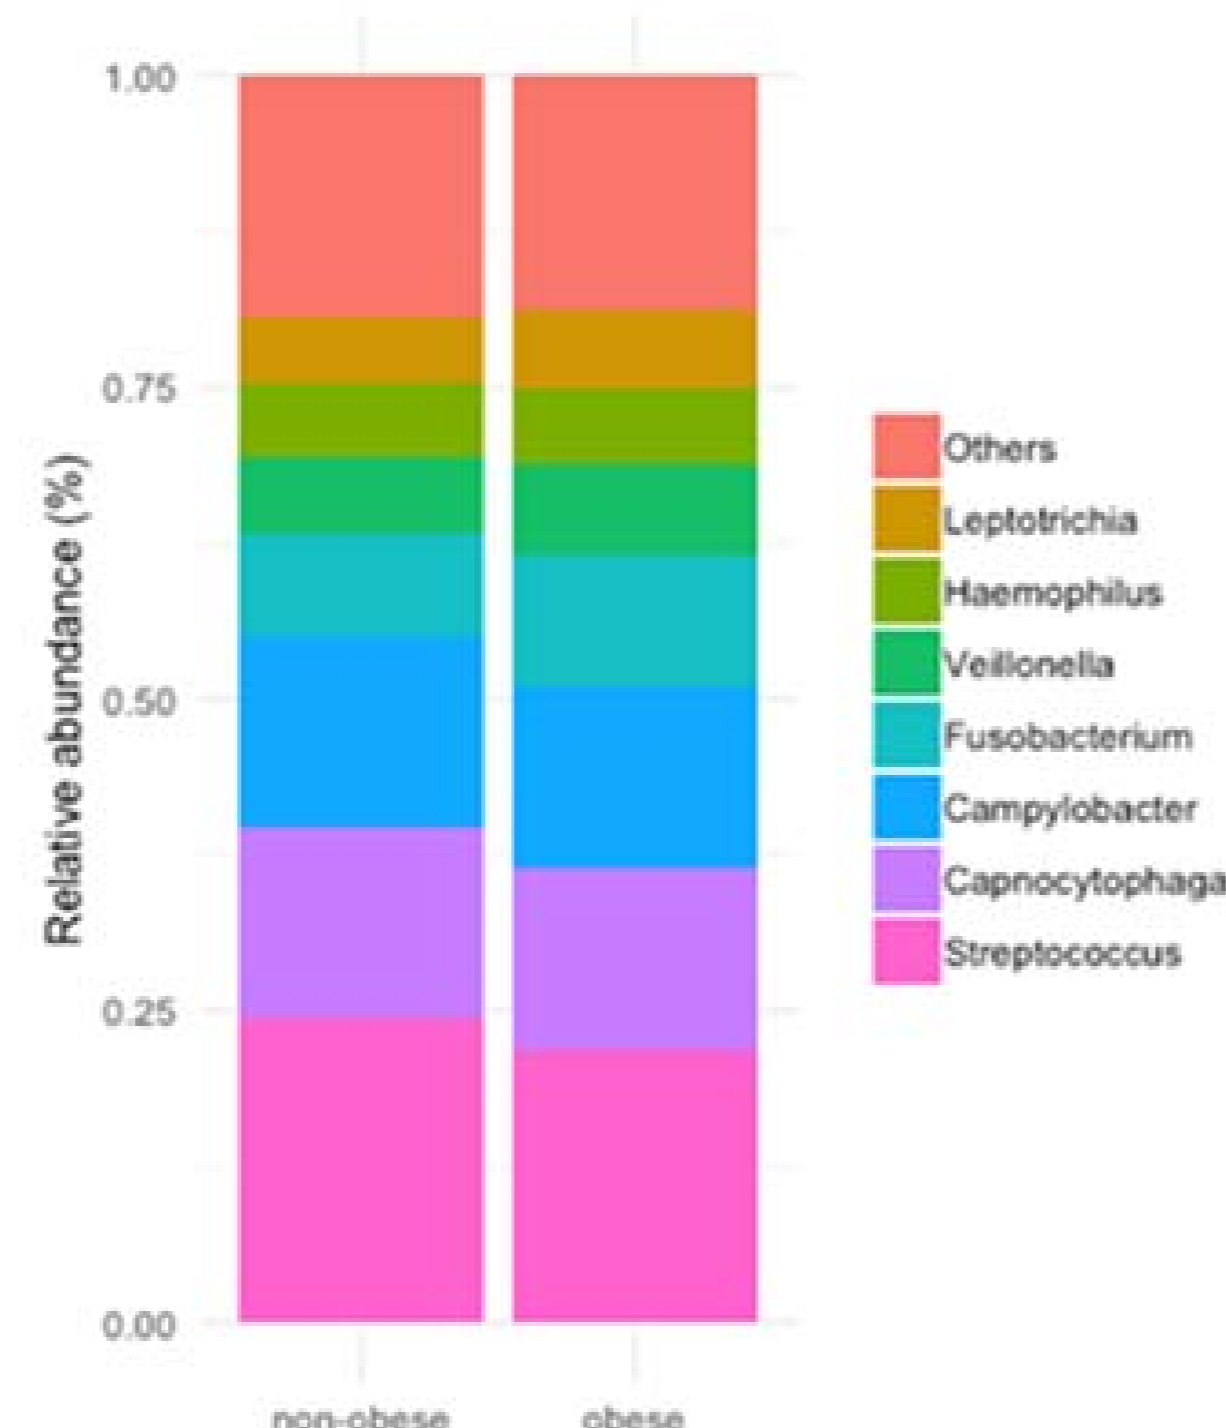 Relative abundance (%)
1.00
0.75
0.50
0.25
0.00
non-obese
obese
Others
Leptotrichia
Haemophilus
Veillonella
Fusobacterium
Campylobacter
Capnocytophaga
Streptococcus